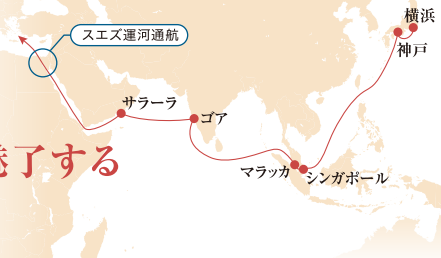 スエズ運河通航
横浜
神戸
サラーラ
ゴア
了する
マラッカ
シンガポール